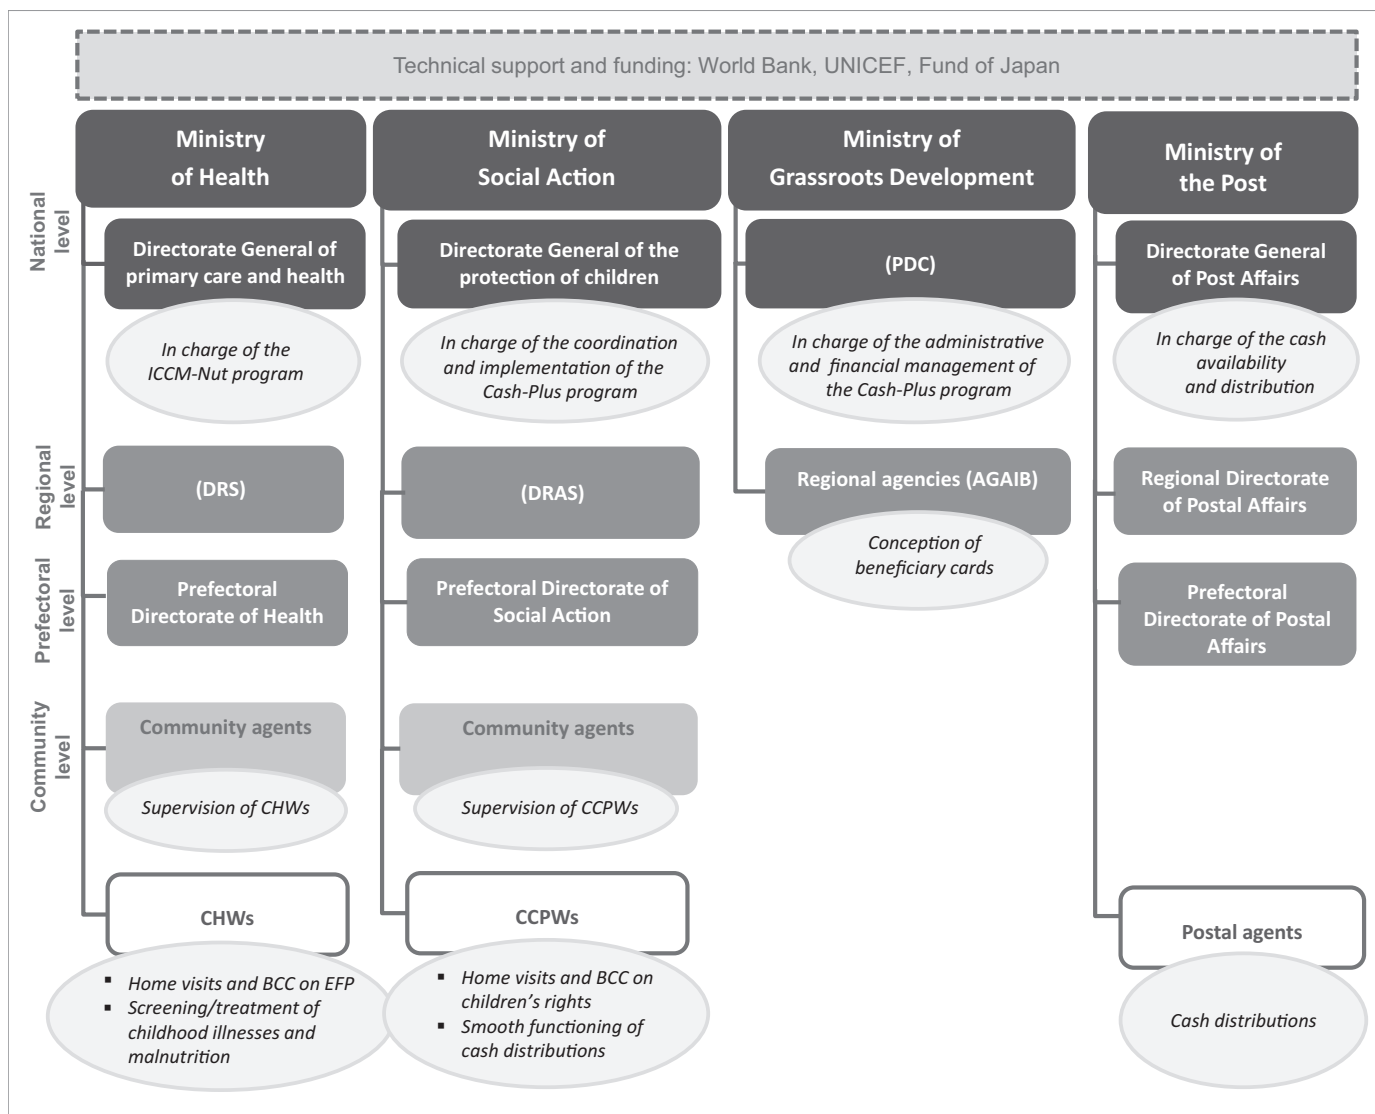 Technical support and funding: World Bank, UNICEF, Fund of Japan
Ministry
of Health
Ministry of
Social Action
Ministry of
Grassroots Development
Ministry of
the Post
National
level
Directorate General of
primary care and health
Directorate General of the
protection of children
(PDC)
Directorate General
of Post Affairs
In charge of the
ICCM-Nut program
In charge of the coordination
and implementation of the
Cash-Plus program
In charge of the administrative
and financial management of
the Cash-Plus program
In charge of the cash
availability
and distribution
Regional
level
(DRS)
(DRAS)
Regional agencies (AGAIB)
Conception of
beneficiary cards
Regional Directorate
of Postal Affairs
Prefectoral
level
Prefectoral
Directorate of Health
Prefectoral Directorate of
Social Action
Prefectoral
Directorate of Postal
Affairs
Community
level
Community agents
Supervision of CHWs
Community agents
Supervision of CCPWs
CHWs
▪ Home visits and BCC on EFP
▪ Screening/treatment of
childhood illnesses and
malnutrition
CCPWs
▪ Home visits and BCC on
children's rights
▪ Smooth functioning of
cash distributions
Postal agents
Cash distributions